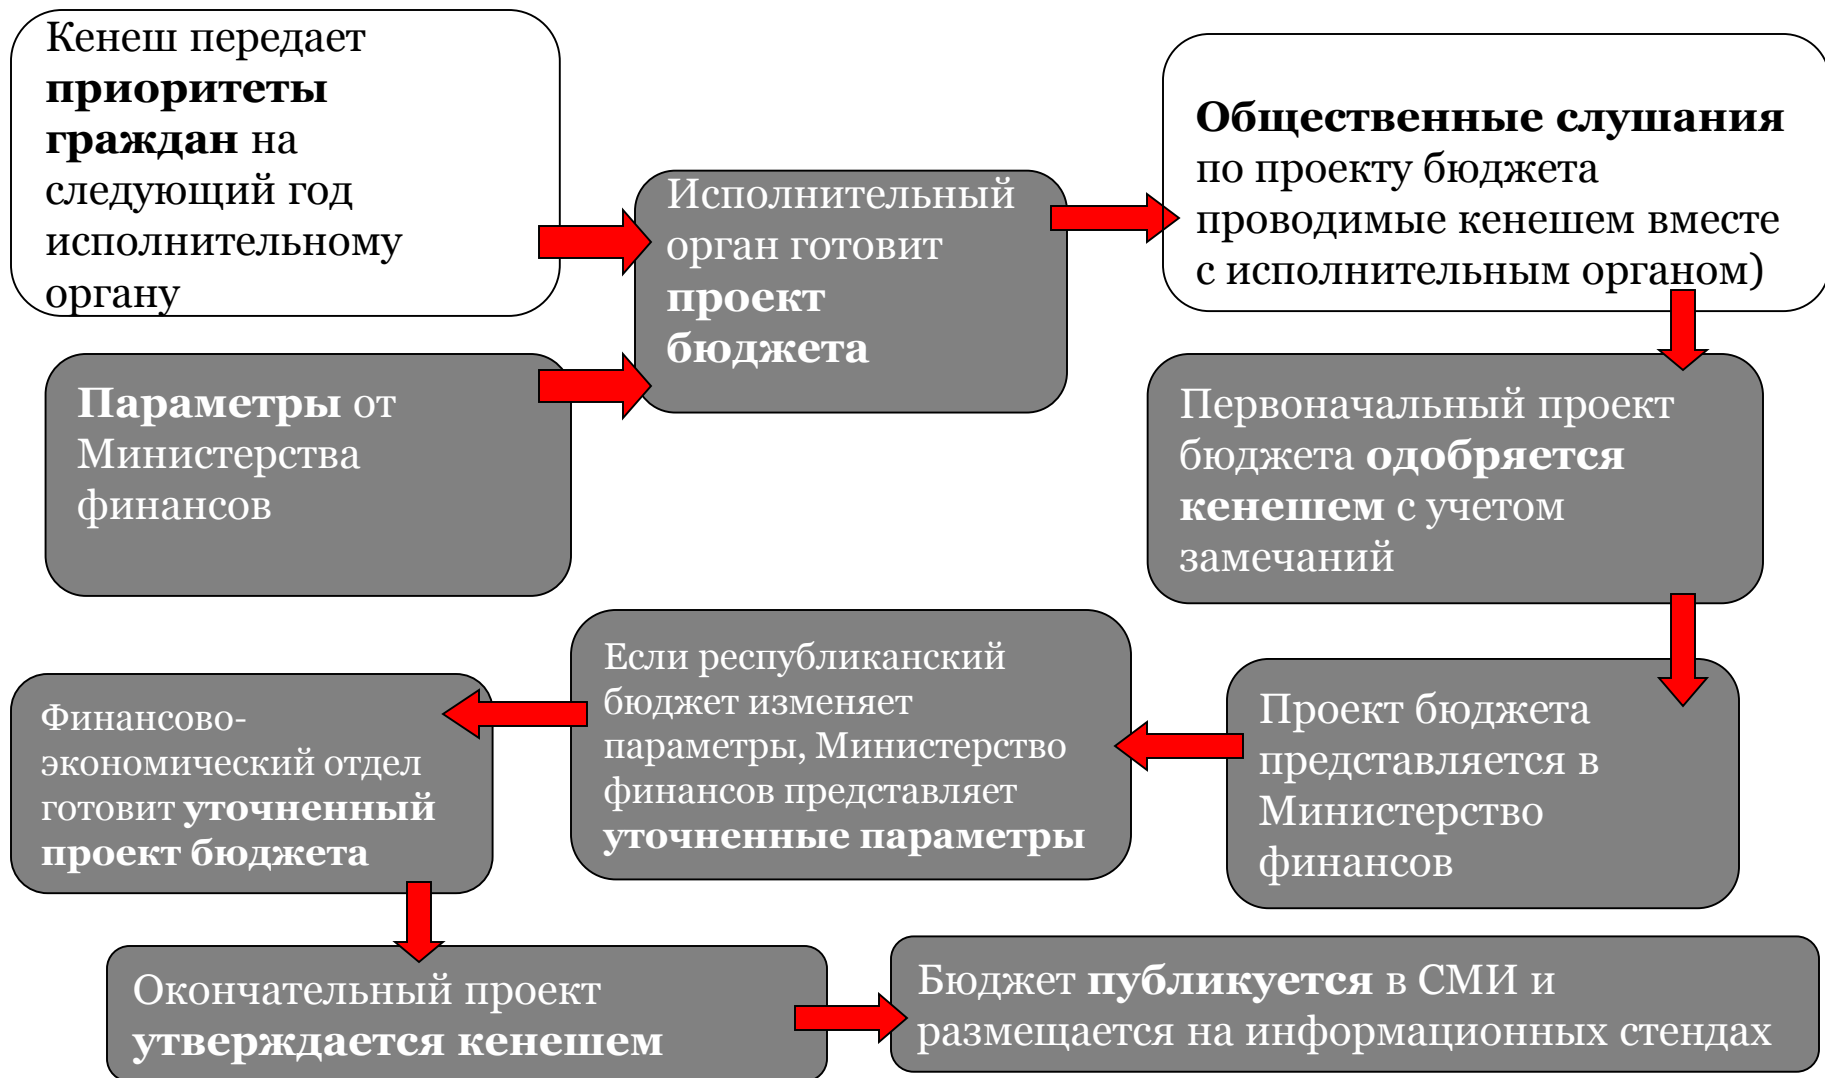 Кенеш передает
приоритеты
граждан на
следующий год
исполнительному
органу
Параметры от
Министерства
финансов
Исполнительный
орган готовит
проект
бюджета
Общественные слушания
по проекту бюджета
проводимые кенешем вместе
с исполнительным органом)
Первоначальный проект
бюджета одобряется
кенешем с учетом
замечаний
Проект бюджета
представляется в
Министерство
финансов
Если республиканский
бюджет изменяет
параметры, Министерство
финансов представляет
уточненные параметры
Финансово-
экономический отдел
готовит уточненный
проект бюджета
Окончательный проект
утверждается кенешем
Бюджет публикуется в СМИ и
размещается на информационных стендах